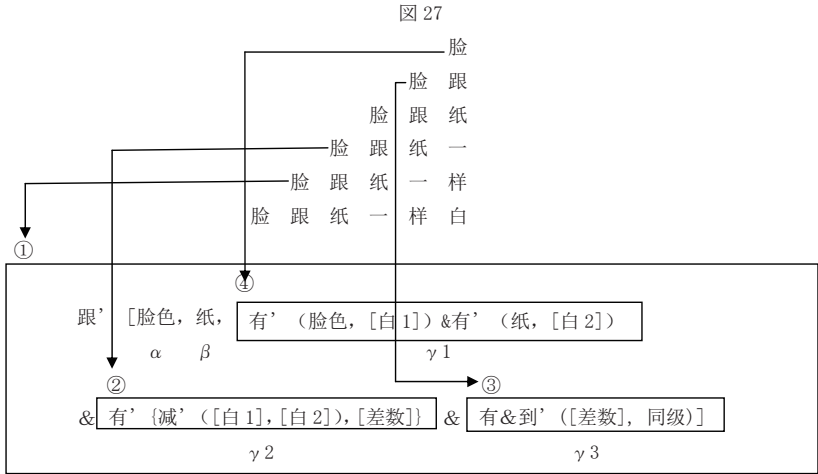 図 27
脸
脸 跟
脸 跟 纸
脸 跟 纸 一
脸 跟 纸 一 样
脸 跟 纸 一 样 白
①
④
跟’ [脸色，纸，有’（脸色，[白 1]）&有’（纸，[白 2]）
α β γ 1
② ③
& 有’{减’（[白 1]，[白 2]），[差数]} & 有&到’（[差数]，同级）]
γ 2 γ 3